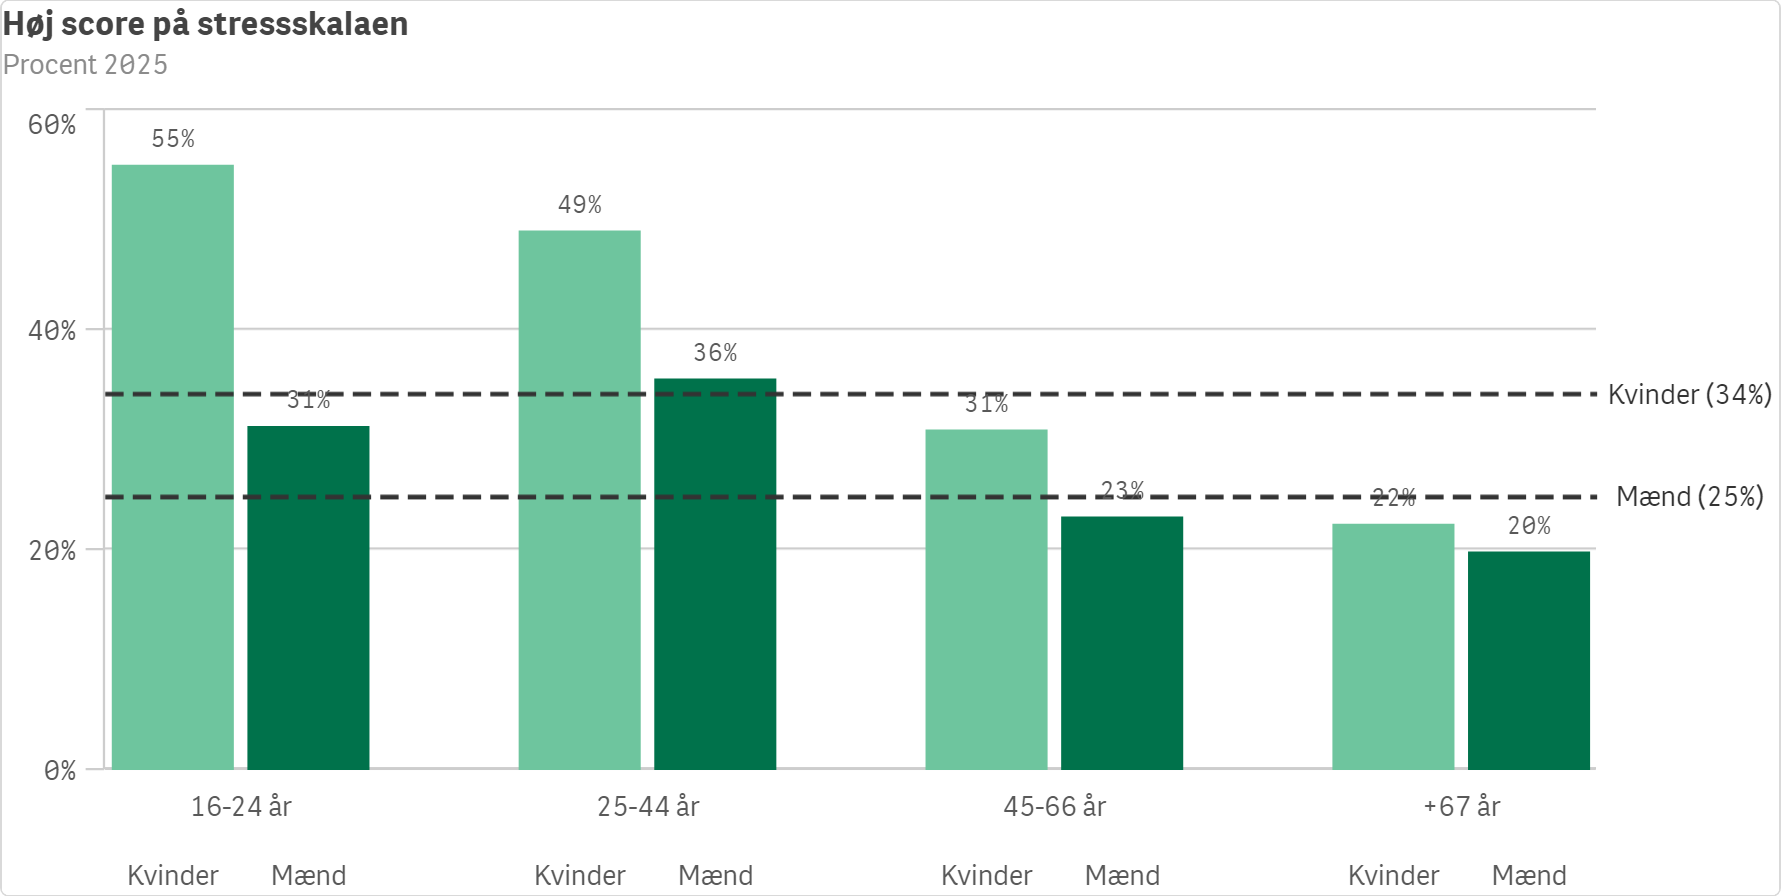 Høj score på stressskalaen
Procent 2025
60%
55%
49%
40%
36%
31%
31%
Kvinder (34%)
23%
22%
Mænd (25%)
20%
20%
0%
16-24 år
25-44 år
45-66 år
+67 år
Kvinder Mænd Kvinder Mænd Kvinder Mænd Kvinder Mænd